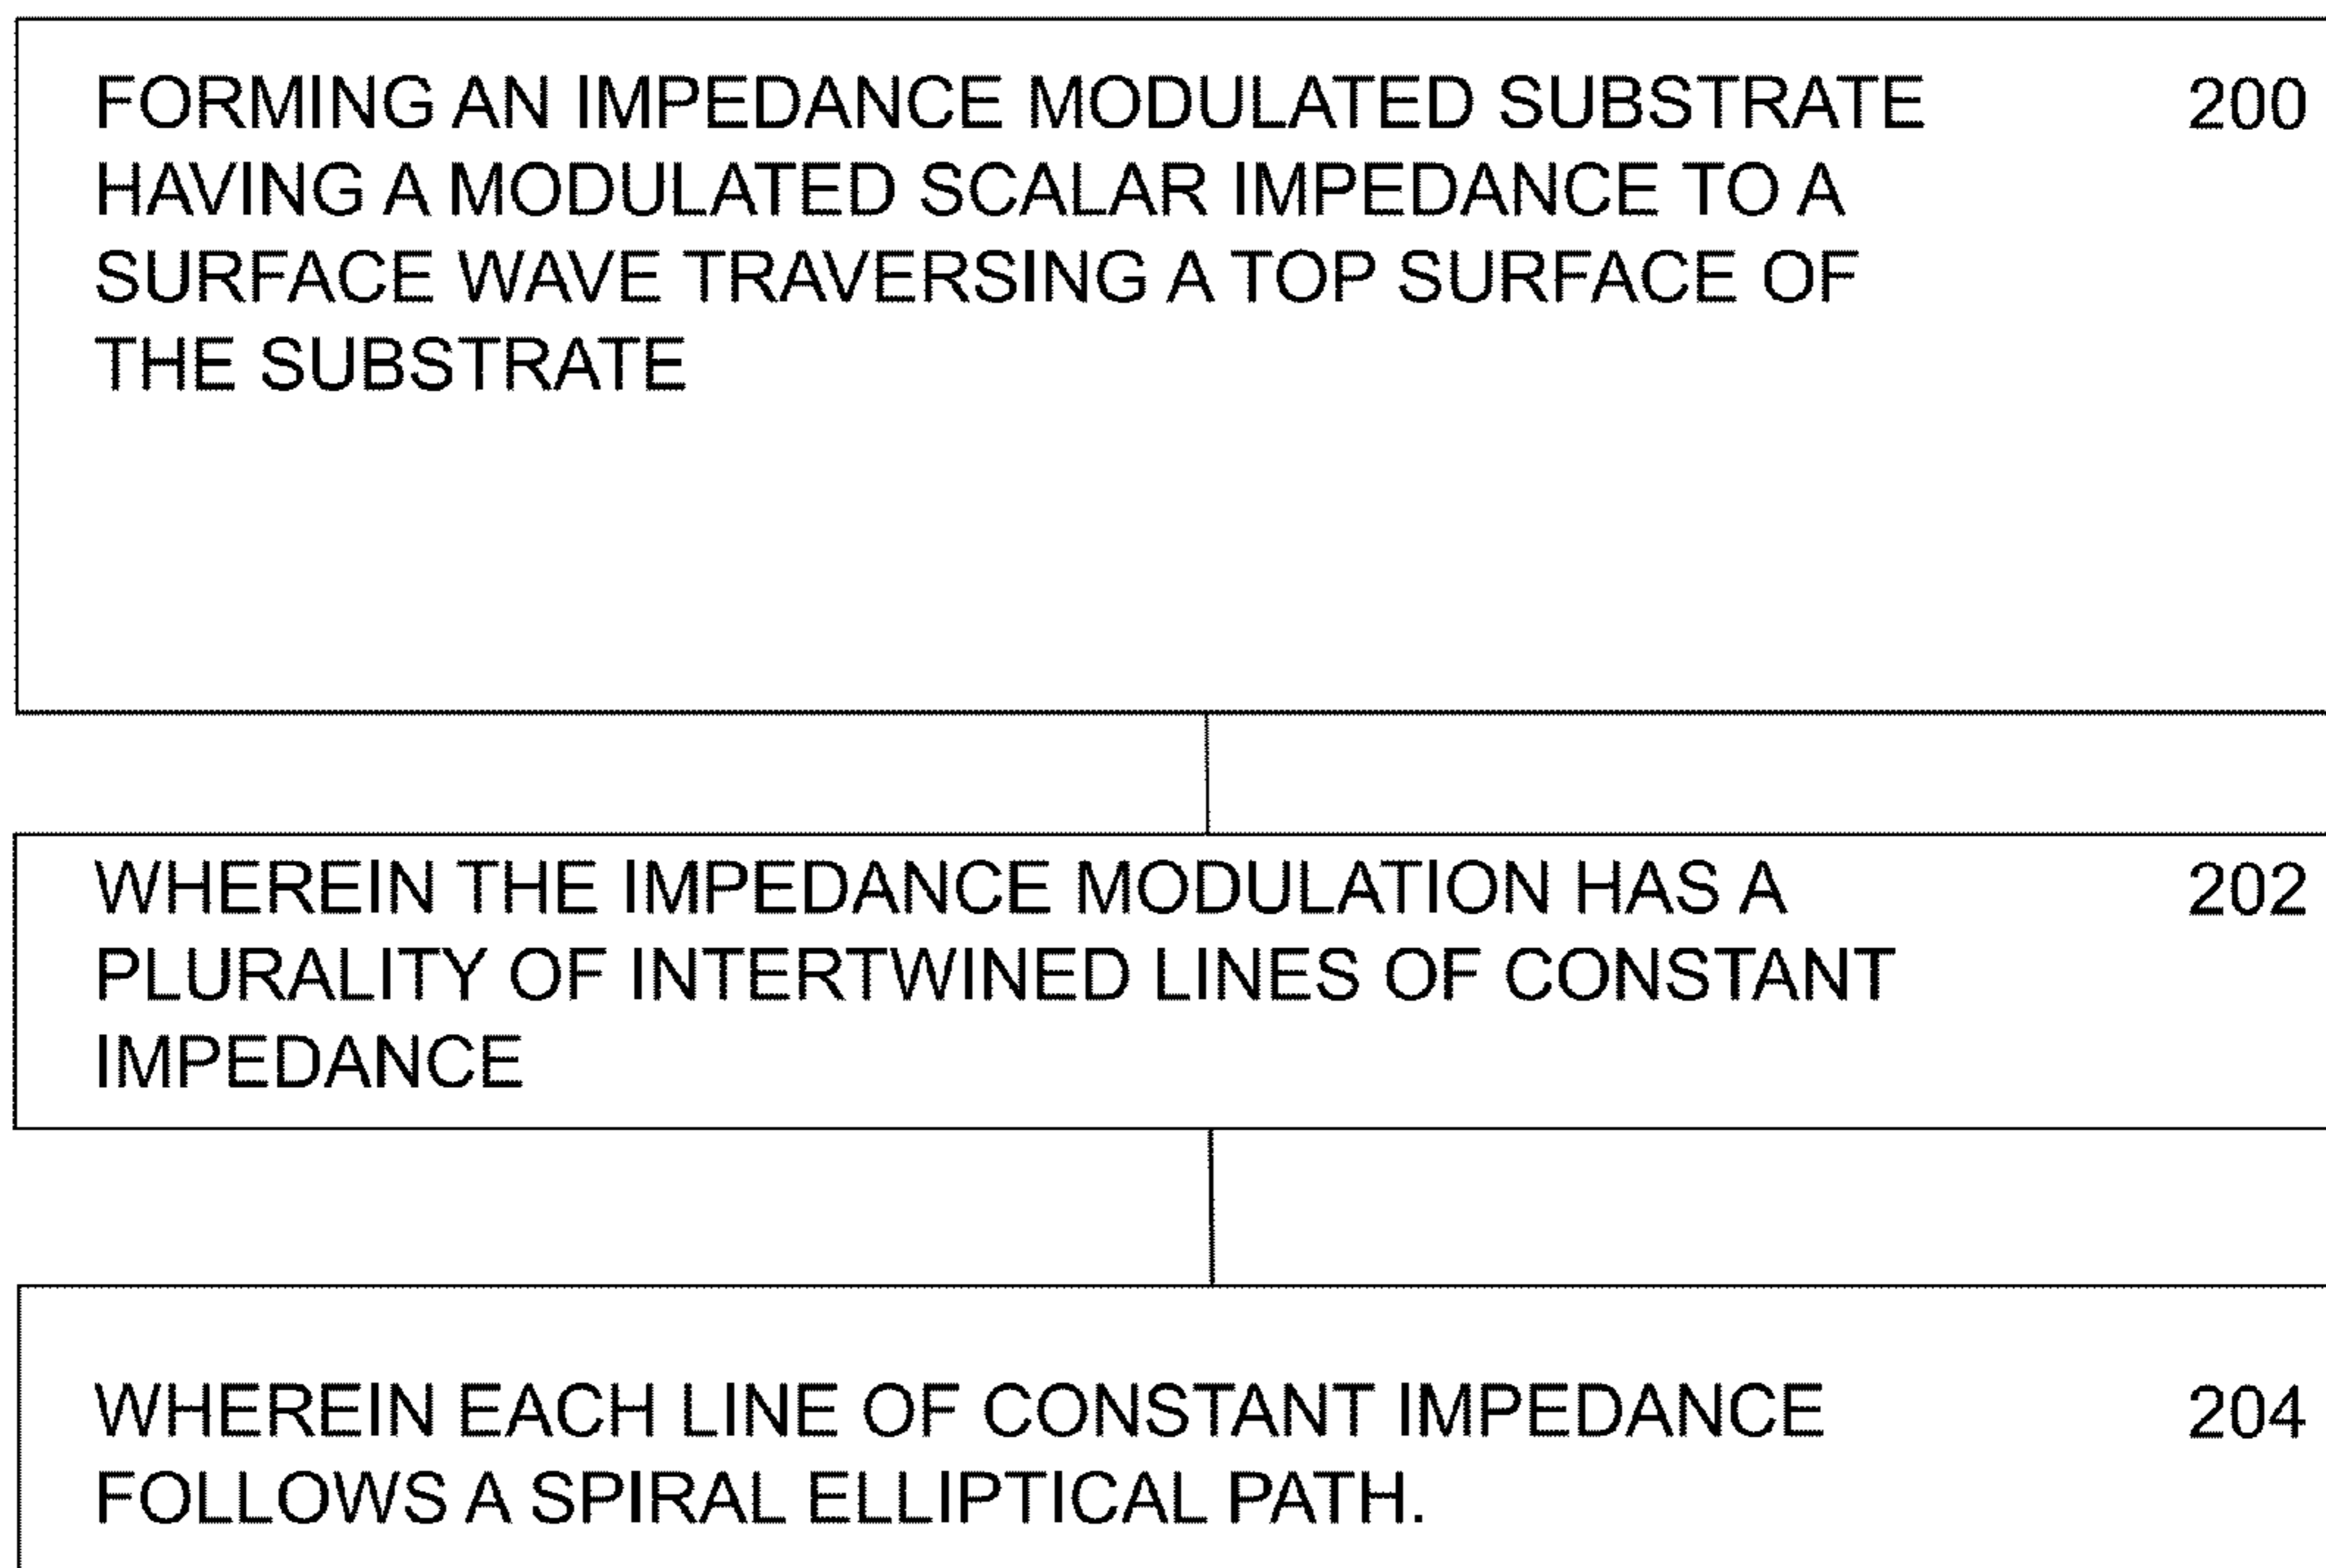 FORMING AN IMPEDANCE MODULATED SUBSTRATE 200
HAVING A MODULATED SCALAR IMPEDANCE TO A
SURFACE WAVE TRAVERSING A TOP SURFACE OF
THE SUBSTRATE
WHEREIN THE IMPEDANCE MODULATION HAS A 202
PLURALITY OF INTERTWINED LINES OF CONSTANT
IMPEDANCE
WHEREIN EACH LINE OF CONSTANT IMPEDANCE 204
FOLLOWS A SPIRAL ELLIPTICAL PATH.